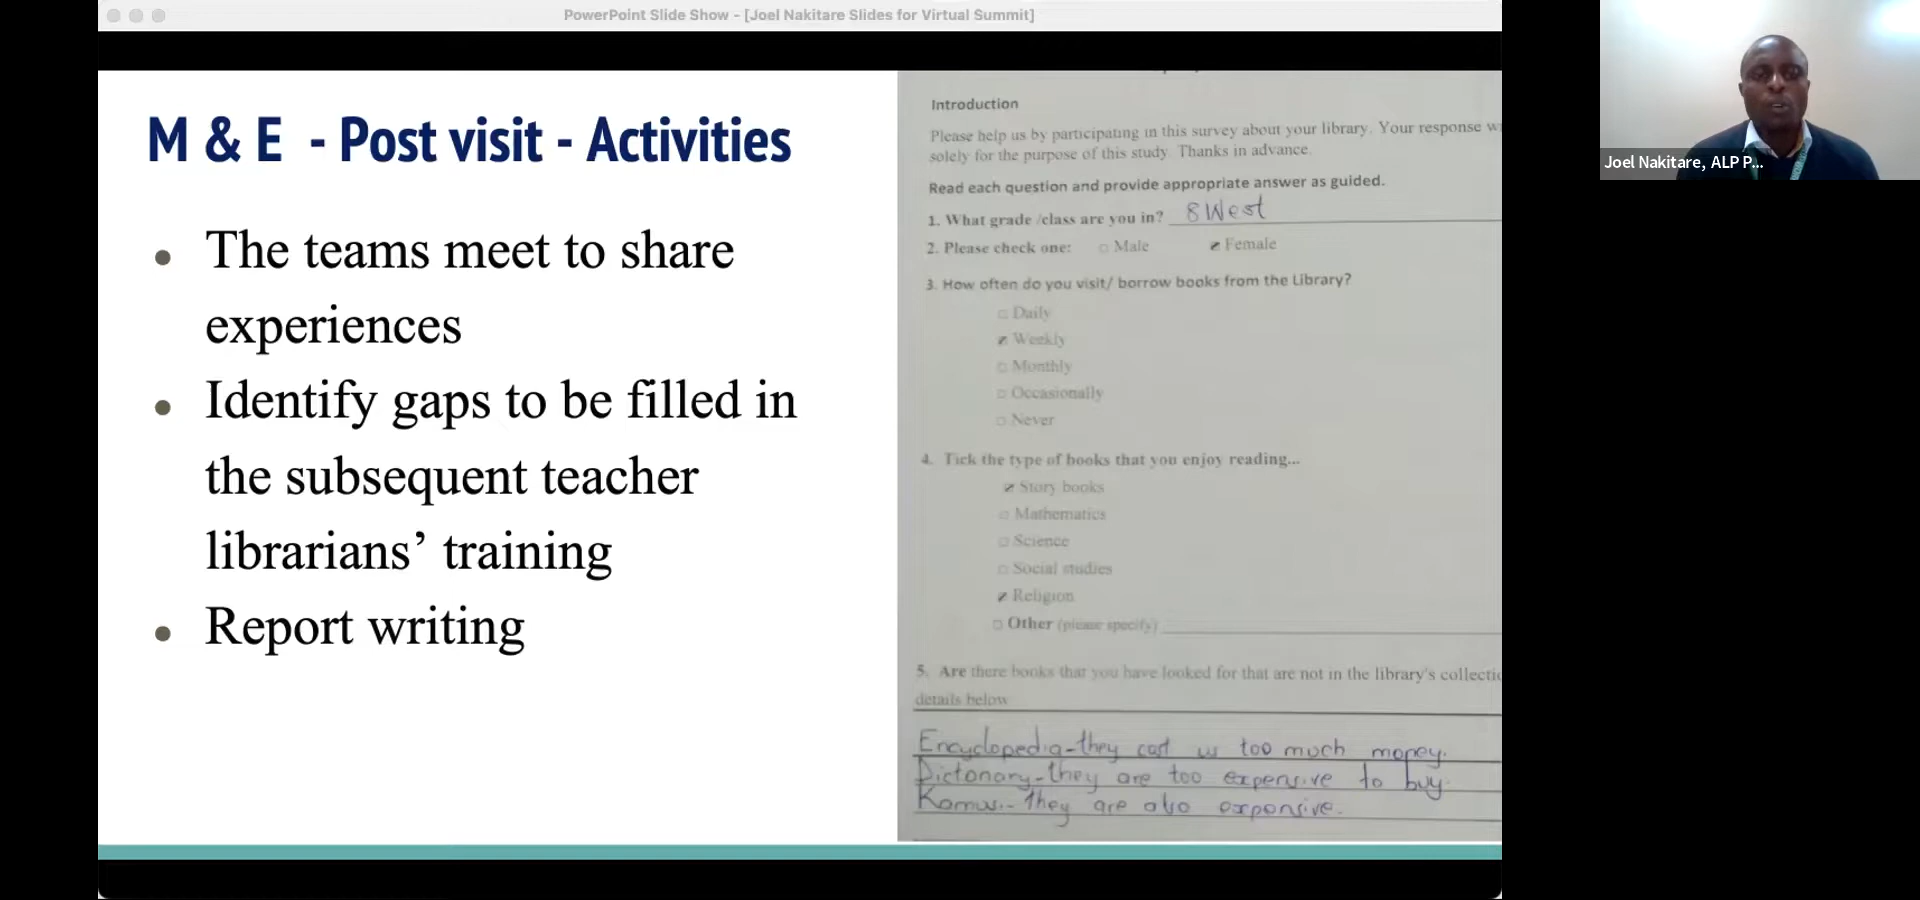 PowerPoint Slide Show - [Joel Nakitare Slides for Virtual Summit]
M & E - Post visit - Activities
• The teams meet to share
experiences
• Identify gaps to be filled in
the subsequent teacher
librarians’ training
• Report writing
Introduction
Please help us by participating in this survey about your library. Your response
solely for the purpose of this study. Thanks in advance.
Read each question and provide appropriate answer as guided.
1. What grade /class are you in? 8 West
2. Please check one: Male Female
3. How often do you visit/ borrow books from the Library?
Daily
Weekly
Monthly
Occasionally
Never
4. Tick the type of books that you enjoy reading...
Story books
Mathematics
Science
Social studies
Religion
Other (please specify)
5. Are there books that you have looked for that are not in the library's collectio
details below
Encyclopedia-they cost us too much money.
Dictonary-they are too expensive to buy.
Kamusi-they are also expensive.
Joel Nakitare, ALP P...